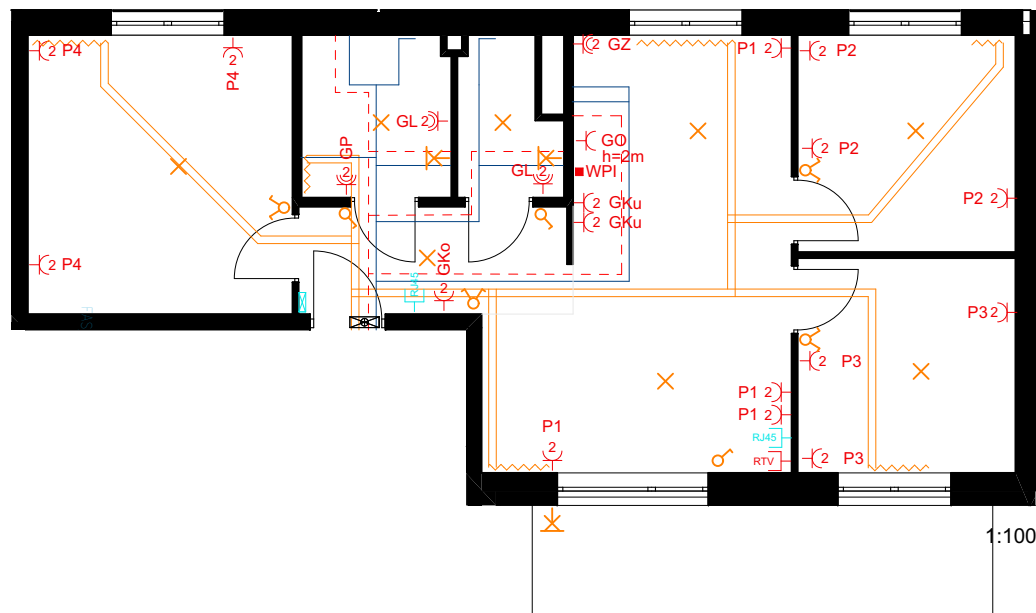 2 P4
2
P4
2 P4
GP
2
GL 2
GL 2
2 GZ
GO
h=2m
WPI
2 GKu
2 GKu
GKo
2
RJ45
FAS
P1 2
2 P2
2 P2
P2 2
P3 2
2 P3
2 P3
P1 2
P1 2
RJ45
RTV
P1
2
1:100